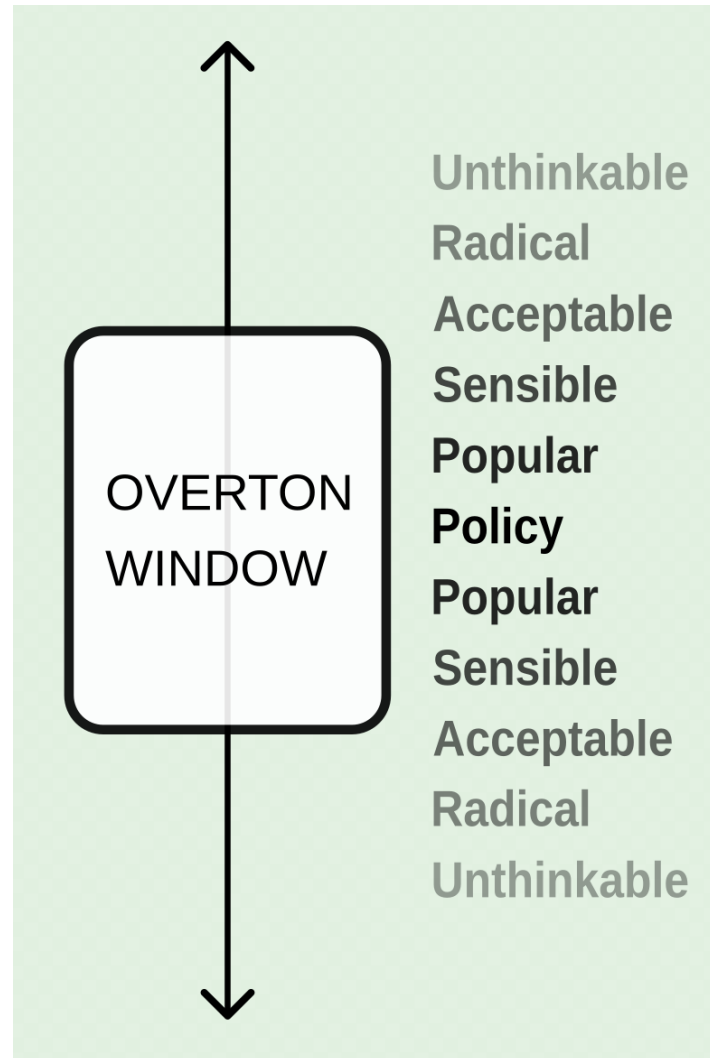 OVERTON
WINDOW
Unthinkable
Radical
Acceptable
Sensible
Popular
Policy
Popular
Sensible
Acceptable
Radical
Unthinkable